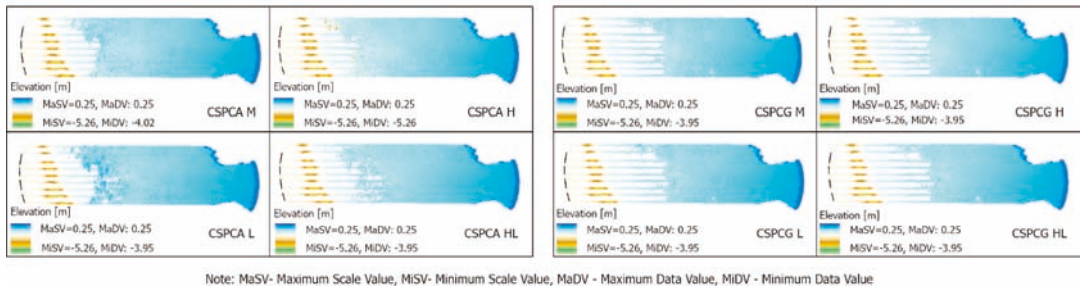 Elevation [m]
MaSV=0.25, MaDV: 0.25
MiSV=-5.26, MiDV: -4.02
CSPCA M
Elevation [m]
MaSV=0.25, MaDV: 0.25
MiSV=-5.26, MiDV: -5.26
CSPCA H
Elevation [m]
MaSV=0.25, MaDV: 0.25
MiSV=-5.26, MiDV: -3.95
CSPCG M
Elevation [m]
MaSV=0.25, MaDV: 0.25
MiSV=-5.26, MiDV: -3.95
CSPCG H
Elevation [m]
MaSV=0.25, MaDV: 0.25
MiSV=-5.26, MiDV: -3.95
CSPCA L
Elevation [m]
MaSV=0.25, MaDV: 0.25
MiSV=-5.26, MiDV: -3.95
CSPCA HL
Elevation [m]
MaSV=0.25, MaDV: 0.25
MiSV=-5.26, MiDV: -3.95
CSPCG L
Elevation [m]
MaSV=0.25, MaDV: 0.25
MiSV=-5.26, MiDV: -3.95
CSPCG HL
Note: MaSV- Maximum Scale Value, MiSV- Minimum Scale Value, MaDV - Maximum Data Value, MiDV - Minimum Data Value